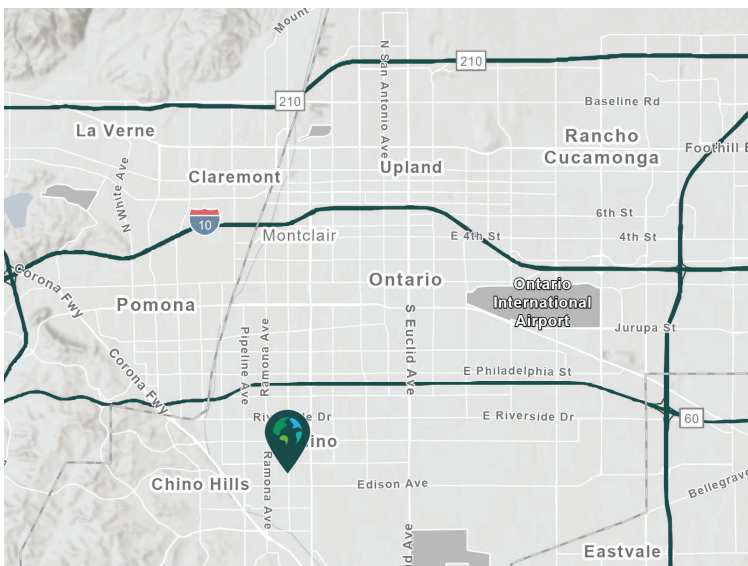 Mount
N San Antonio Ave
210
210
Baseline Rd
La Verne
Rancho
Cucamonga
Foothill B
Upland
Claremont
N White Ave
10
6th St
4th St
E 4th St
Montclair
Corona Fwy
Ontario
Ontario
International
Airport
Pomona
S Euclid Ave
Jurupa St
Ramona Ave
Pipeline Ave
Corona Fwy
E Philadelphia St
E Riverside Dr
60
Chino Hills
Ramona Ave
Edison Ave
Bellegrave
Eastvale